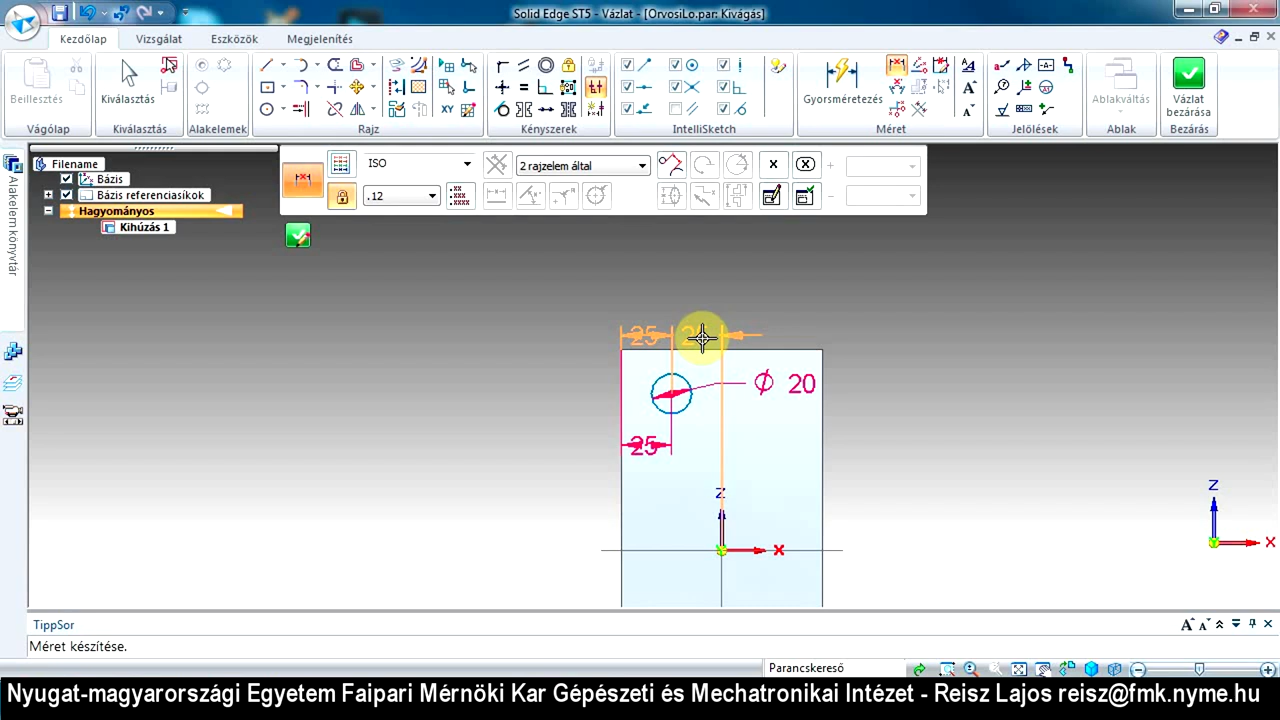 Solid Edge ST5 - Vázlat - [OrvosiLo.par: Kivágás]
Kezdőlap Vizsgálat Eszközök Megjelenítés
Beillesztés
Kiválasztás
Gyorsméretezés
Ablakváltás
Vázlat bezárása
Vágólap Kiválasztás Alakelemek Rajz Kényszerek IntelliSketch Méret Jelölések Ablak Bezárás
Filename
Bázis
Bázis referenciasíkok
Hagyományos
Kihúzás 1
Alakelem könyvtár
ISO
2 rajzelem által
.12
25
Ø 20
25
Z
X
Z
X
TippSor
Méret készítése.
Parancskereső
Nyugat-magyarországi Egyetem Faipari Mérnöki Kar Gépészeti és Mechatronikai Intézet - Reisz Lajos reisz@fmk.nyme.hu